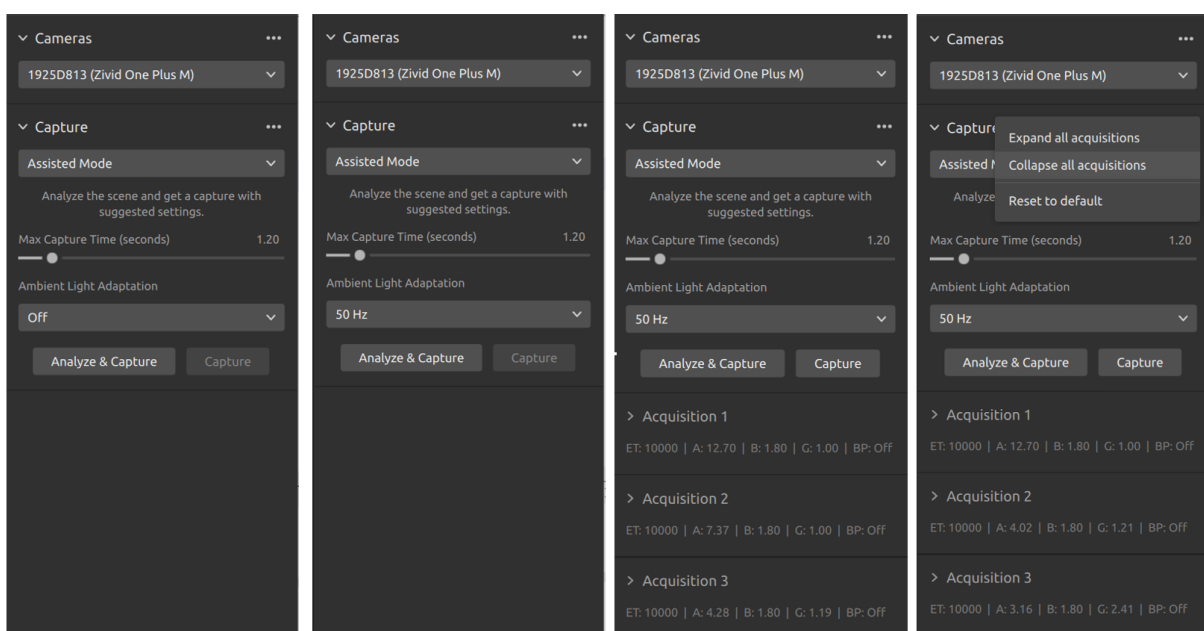 Cameras
1925D813 (Zivid One Plus M)
Capture
Assisted Mode
Analyze the scene and get a capture with
suggested settings.
Max Capture Time (seconds) 1.20
Ambient Light Adaptation
Off
Analyze & Capture Capture
Cameras
1925D813 (Zivid One Plus M)
Capture
Assisted Mode
Analyze the scene and get a capture with
suggested settings.
Max Capture Time (seconds) 1.20
Ambient Light Adaptation
50 Hz
Analyze & Capture Capture
Cameras
1925D813 (Zivid One Plus M)
Capture
Assisted Mode
Analyze the scene and get a capture with
suggested settings.
Max Capture Time (seconds) 1.20
Ambient Light Adaptation
50 Hz
Analyze & Capture Capture
Acquisition 1
ET: 10000 | A: 12.70 | B: 1.80 | G: 1.00 | BP: Off
Acquisition 2
ET: 10000 | A: 7.37 | B: 1.80 | G: 1.00 | BP: Off
Acquisition 3
ET: 10000 | A: 4.28 | B: 1.80 | G: 1.19 | BP: Off
Cameras
1925D813 (Zivid One Plus M)
Capture
Expand all acquisitions
Assisted M
Collapse all acquisitions
Analyze
Reset to default
Max Capture Time (seconds) 1.20
Ambient Light Adaptation
50 Hz
Analyze & Capture Capture
Acquisition 1
ET: 10000 | A: 12.70 | B: 1.80 | G: 1.00 | BP: Off
Acquisition 2
ET: 10000 | A: 4.02 | B: 1.80 | G: 1.21 | BP: Off
Acquisition 3
ET: 10000 | A: 3.16 | B: 1.80 | G: 2.41 | BP: Off